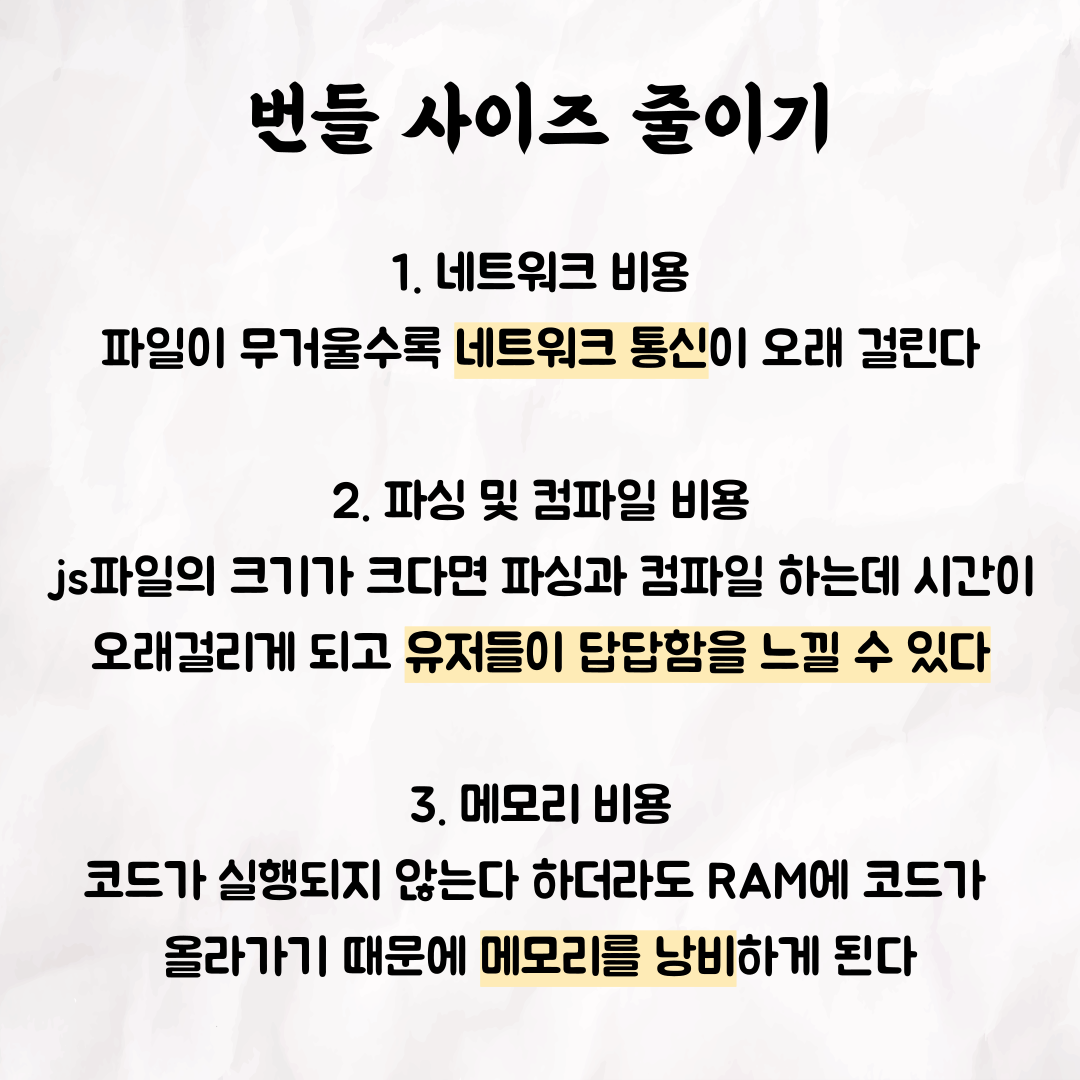 번들 사이즈 줄이기
1. 네트워크 비용
파일이 무거울수록 네트워크 통신이 오래 걸린다
2. 파싱 및 컴파일 비용
js파일의 크기가 크다면 파싱과 컴파일 하는데 시간이
오래걸리게 되고 유저들이 답답함을 느낄 수 있다
3. 메모리 비용
코드가 실행되지 않는다 하더라도 RAM에 코드가
올라가기 때문에 메모리를 낭비하게 된다